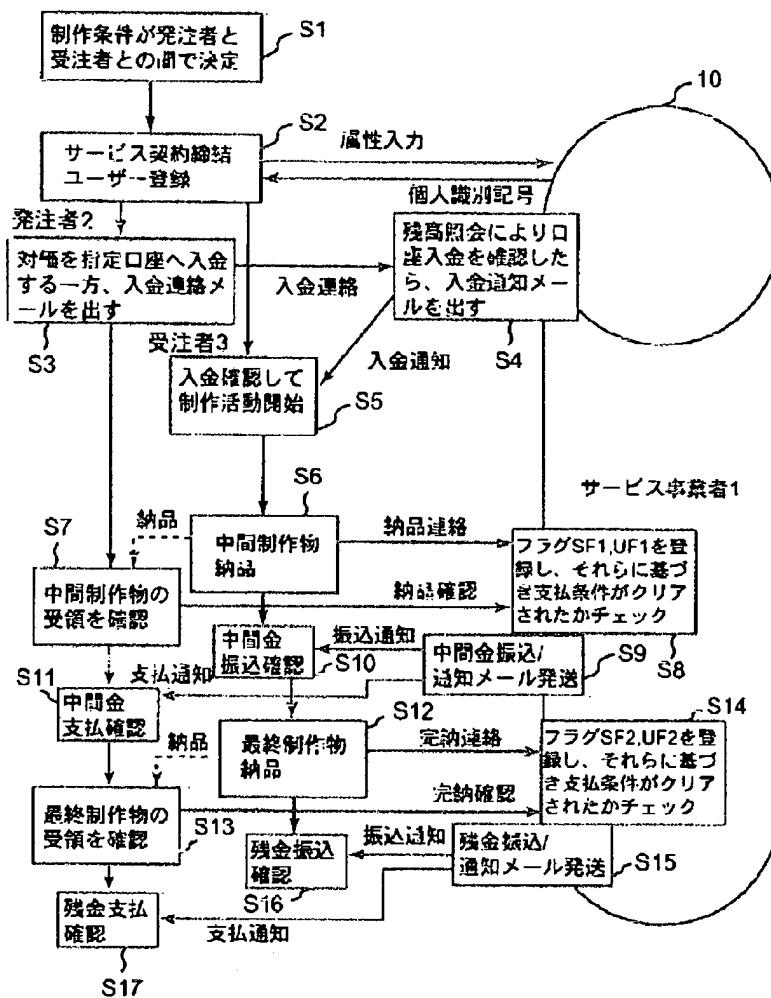 制作条件が発注者と
受注者との間で決定
S1
10
S2
サービス契約締結
ユーザー登録
属性入力
個人識別記号
発注者2
対価を指定口座へ入金
する一方、入金連絡メ
ールを出す
S3
入金連絡
残高照会により口
座入金を確認した
ら、入金通知メー
ルを出す
S4
受注者3
入金通知
入金確認して
制作活動開始
S5
S6
サービス事業者1
S7
納品
中間制作物
納品
納品連絡
フラグSF1,UF1を登
録し、それらに基づ
き支払条件がクリア
されたかチェック
S8
中間制作物の
受領を確認
納品確認
中間金
振込確認
S10
振込通知
中間金振込/
通知メール発送
S9
S11
支払通知
中間金
支払確認
S12
S14
納品
最終制作物
納品
完納連絡
フラグSF2,UF2を登
録し、それらに基づ
き支払条件がクリア
されたかチェック
最終制作物の
受領を確認
S13
完納確認
残金振込
確認
S16
振込通知
残金振込/
通知メール発送
S15
残金支払
確認
S17
支払通知